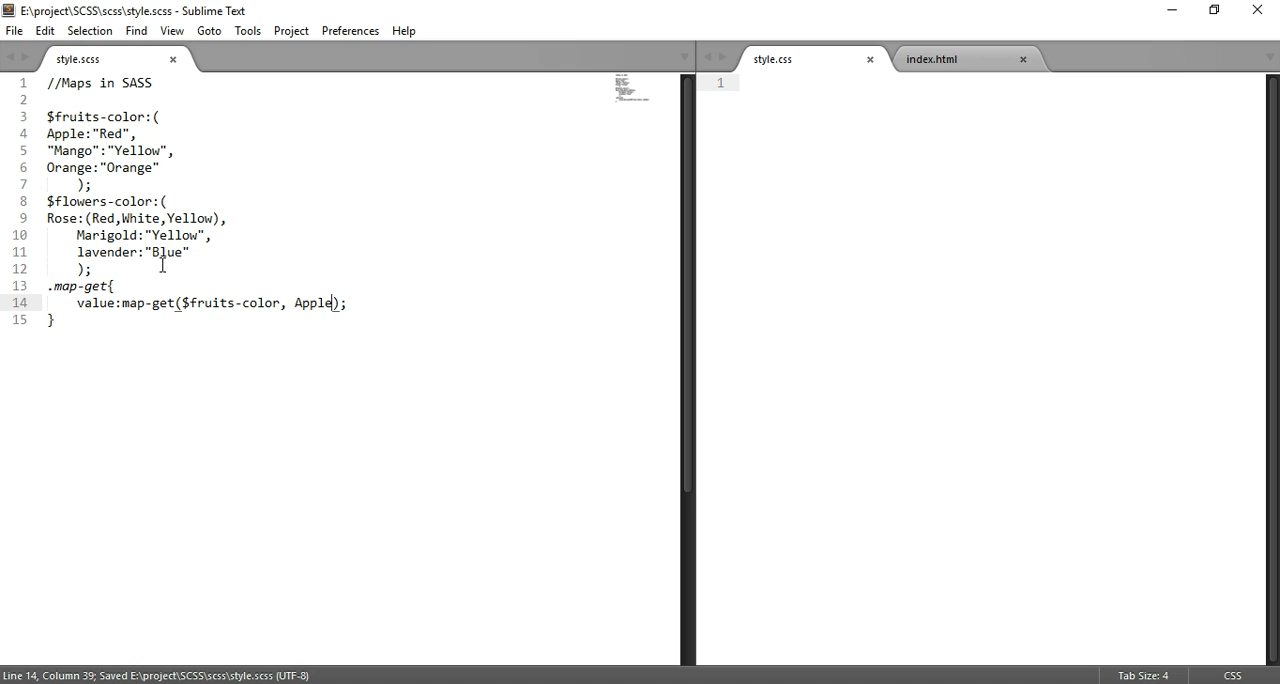 E:\project\SCSS\scss\style.scss - Sublime Text
File Edit Selection Find View Goto Tools Project Preferences Help
style.scss × style.css × index.html ×
1 //Maps in SASS
2
3 $fruits-color:(
4 Apple:"Red",
5 "Mango":"Yellow",
6 Orange:"Orange"
7 );
8 $flowers-color:(
9 Rose:(Red,White,Yellow),
10 Marigold:"Yellow",
11 lavender:"Blue"
12 );
13 .map-get{
14 value:map-get($fruits-color, Apple);
15 }
1
Line 14, Column 39; Saved E:\project\SCSS\scss\style.scss (UTF-8) Tab Size: 4 CSS